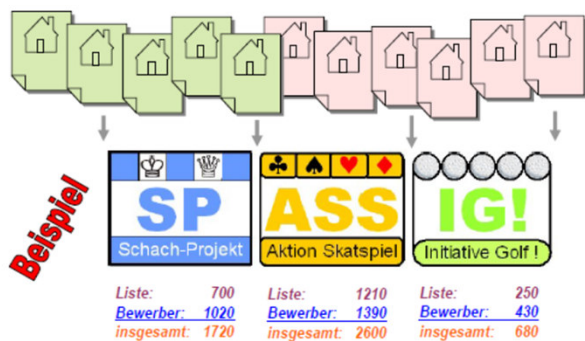 Beispiel
SP
Schach-Projekt
ASS
Aktion Skatspiel
IG!
Initiative Golf !
Liste: 700
Bewerber: 1020
insgesamt: 1720
Liste: 1210
Bewerber: 1390
insgesamt: 2600
Liste: 250
Bewerber: 430
insgesamt: 680